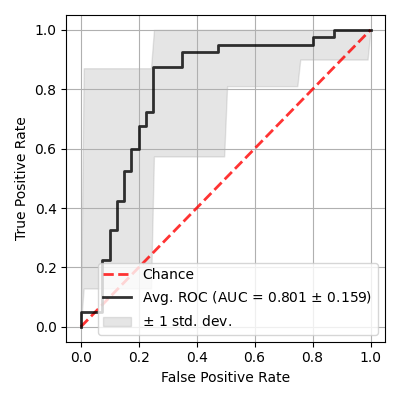 1.0
0.8
0.6
0.4
0.2
0.0
True Positive Rate
Chance
Avg. ROC (AUC = 0.801 ± 0.159)
± 1 std. dev.
0.0 0.2 0.4 0.6 0.8 1.0
False Positive Rate